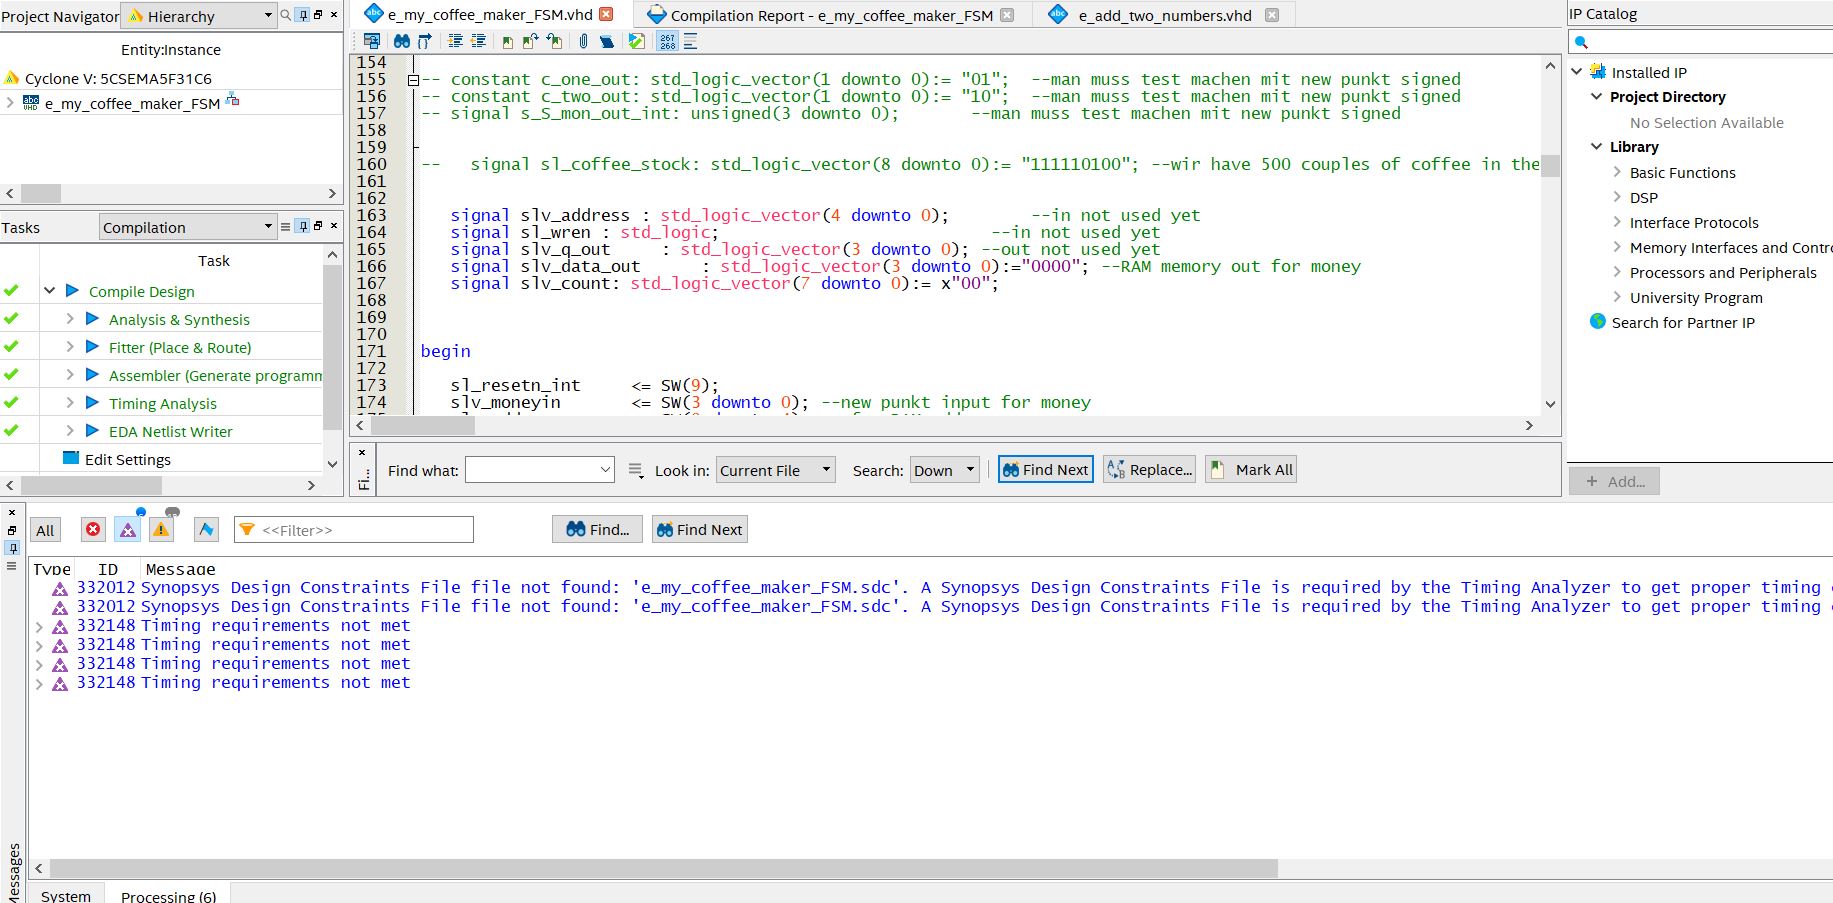 Project Navigator Hierarchy
Entity:Instance
Cyclone V: 5CSEMA5F31C6
e_my_coffee_maker_FSM
Tasks Compilation
Task
Compile Design
Analysis & Synthesis
Fitter (Place & Route)
Assembler (Generate programm
Timing Analysis
EDA Netlist Writer
Edit Settings
e_my_coffee_maker_FSM.vhd Compilation Report - e_my_coffee_maker_FSM e_add_two_numbers.vhd
267
268
154
155 -- constant c_one_out: std_logic_vector(1 downto 0):= "01"; --man muss test machen mit new punkt signed
156 -- constant c_two_out: std_logic_vector(1 downto 0):= "10"; --man muss test machen mit new punkt signed
157 -- signal s_S_mon_out_int: unsigned(3 downto 0); --man muss test machen mit new punkt signed
158
159
160 -- signal sl_coffee_stock: std_logic_vector(8 downto 0):= "111110100"; --wir have 500 couples of coffee in the
161
162
163 signal slv_address : std_logic_vector(4 downto 0); --in not used yet
164 signal sl_wren : std_logic; --in not used yet
165 signal slv_q_out : std_logic_vector(3 downto 0); --out not used yet
166 signal slv_data_out : std_logic_vector(3 downto 0):="0000"; --RAM memory out for money
167 signal slv_count: std_logic_vector(7 downto 0):= x"00";
168
169
170
171 begin
172
173 sl_resetn_int <= SW(9);
174 slv_moneyin <= SW(3 downto 0); --new punkt input for money
Fi... Find what: Look in: Current File Search: Down Find Next Replace... Mark All
IP Catalog
Installed IP
Project Directory
No Selection Available
Library
Basic Functions
DSP
Interface Protocols
Memory Interfaces and Contro
Processors and Peripherals
University Program
Search for Partner IP
+ Add...
All <<Filter>> Find... Find Next
Type ID Message
332012 Synopsys Design Constraints File file not found: 'e_my_coffee_maker_FSM.sdc'. A Synopsys Design Constraints File is required by the Timing Analyzer to get proper timing
332012 Synopsys Design Constraints File file not found: 'e_my_coffee_maker_FSM.sdc'. A Synopsys Design Constraints File is required by the Timing Analyzer to get proper timing
332148 Timing requirements not met
332148 Timing requirements not met
332148 Timing requirements not met
332148 Timing requirements not met
Messages
System Processing (6)